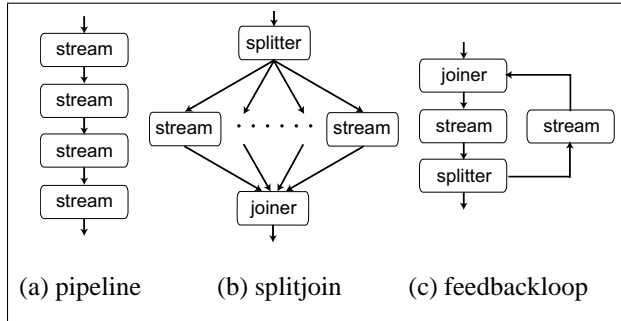 stream
stream
stream
stream
(a) pipeline
splitter
stream
stream
joiner
(b) splitjoin
joiner
stream
stream
splitter
(c) feedbackloop